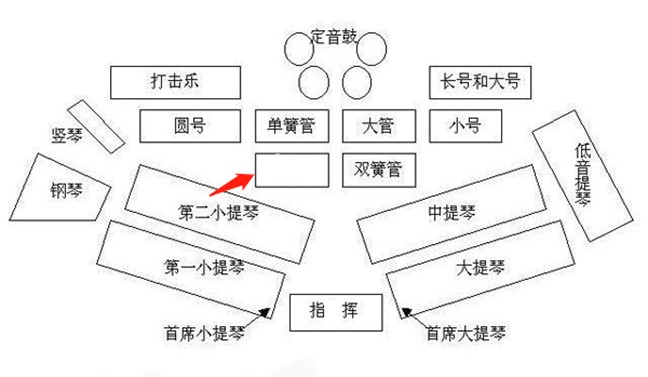 定音鼓
打击乐
长号和大号
圆号
单簧管
大管
小号
竖琴
双簧管
低音提琴
钢琴
第二小提琴
中提琴
第一小提琴
大提琴
指 挥
首席小提琴
首席大提琴